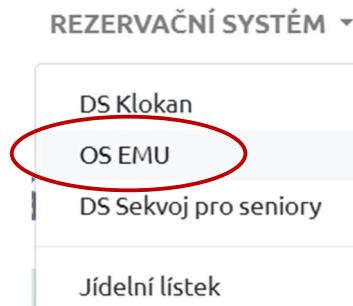 REZERVAČNÍ SYSTÉM
DS Klokan
OS EMU
DS Sekvoj pro seniory
Jídelní lístek